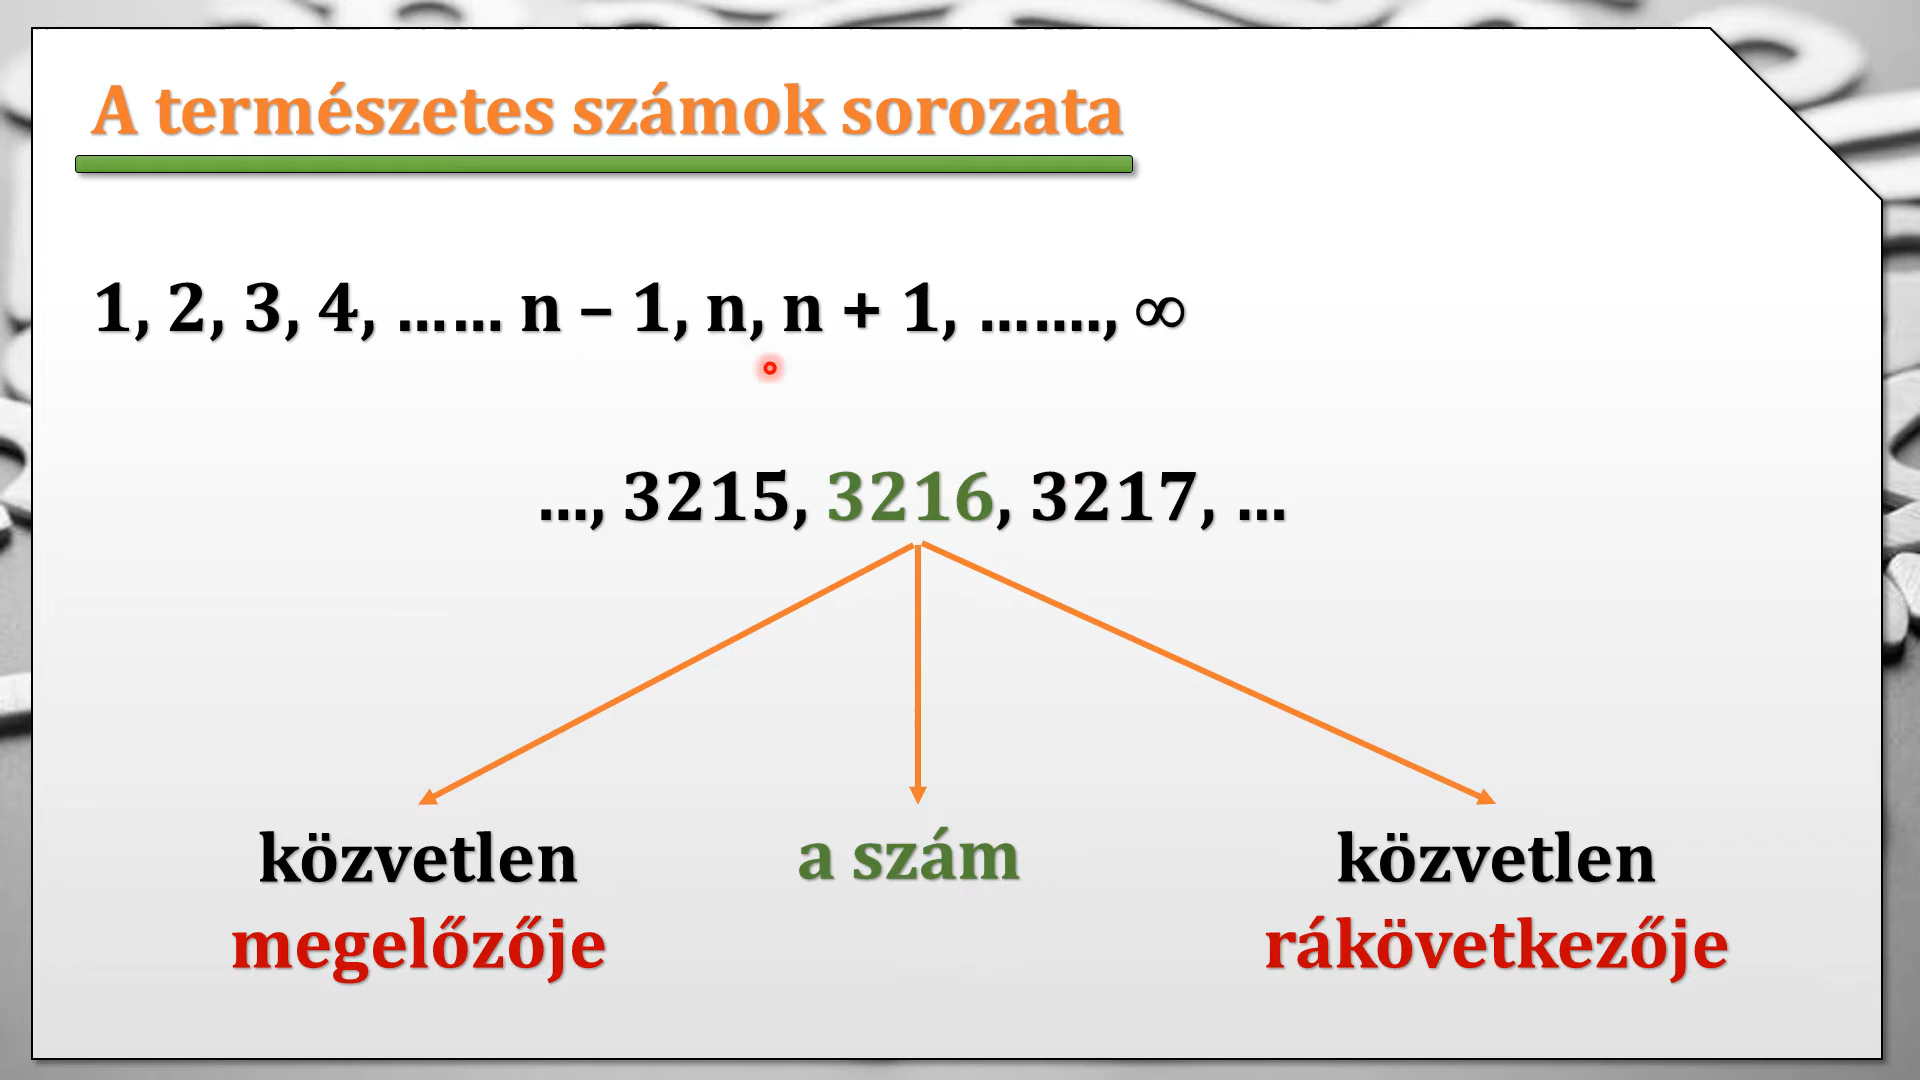 A természetes számok sorozata
1, 2, 3, 4, …… n – 1, n, n + 1, ……., ∞
…, 3215, 3216, 3217, …
közvetlen a szám közvetlen
megelőzője rákövetkezője